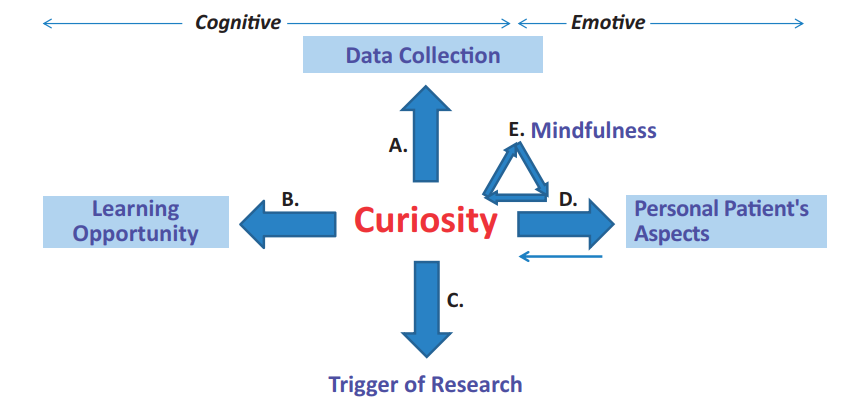 Cognitive
Emotive
Data Collection
A.
E. Mindfulness
B.
D.
Learning
Opportunity
Curiosity
Personal Patient's
Aspects
C.
Trigger of Research